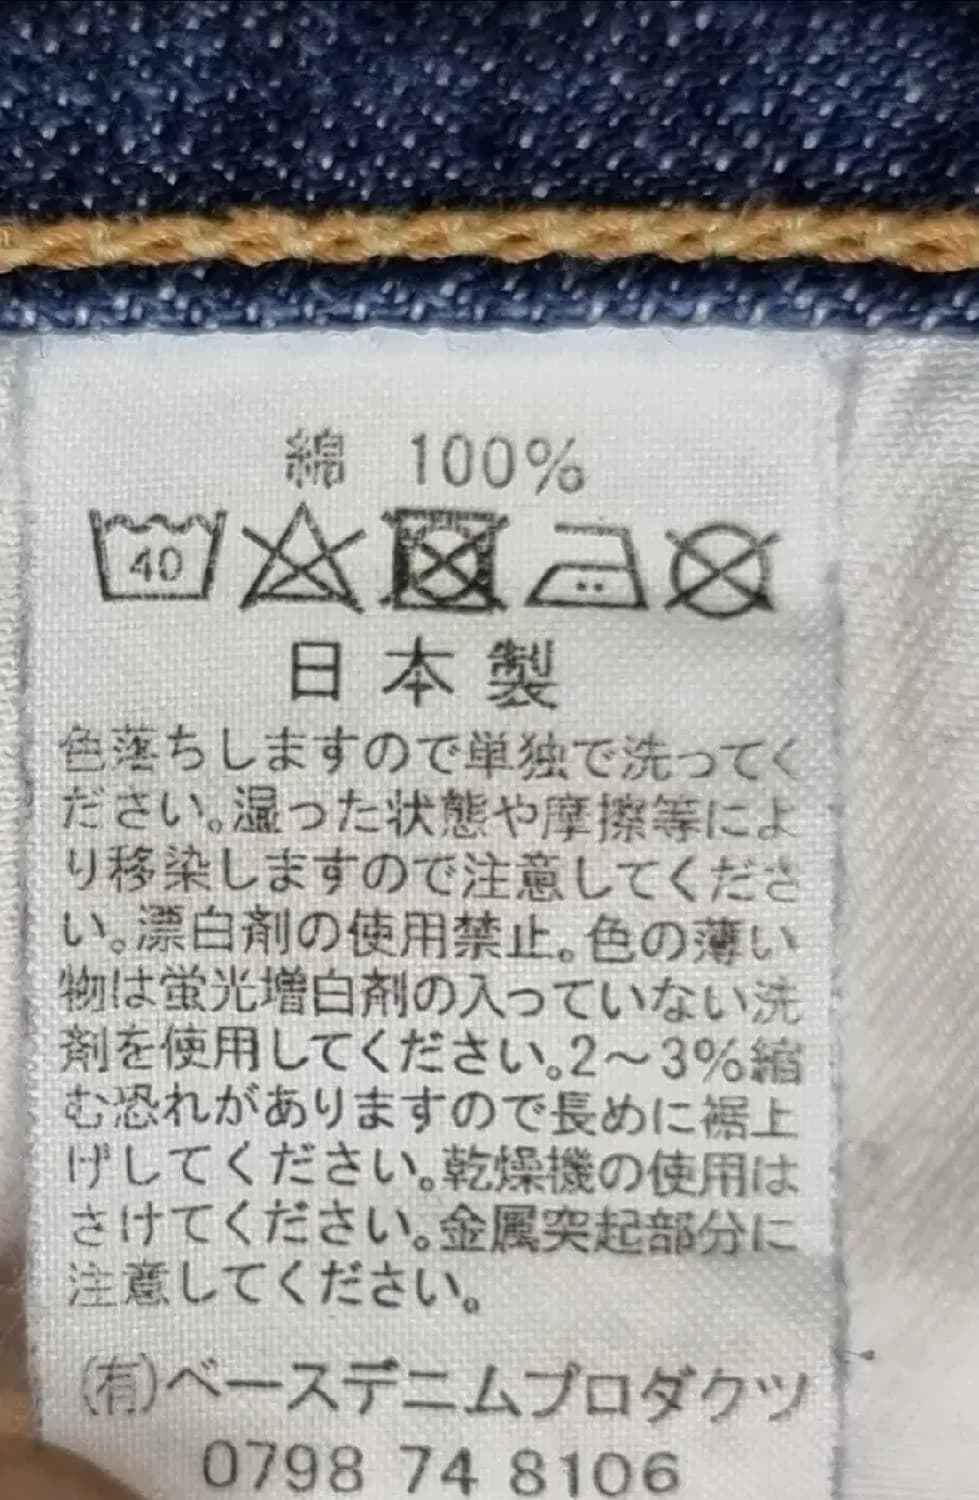 綿 100%
40
日本製
色落ちしますので単独で洗ってく
ださい。湿った状態や摩擦等によ
り移染しますので注意してくださ
い。漂白剤の使用禁止。色の薄い
物は蛍光増白剤の入っていない洗
剤を使用してください。2〜3%縮
む恐れがありますので長めに裾上
げしてください。乾燥機の使用は
さけてください。金属突起部分に
注意してください。
(有)ベースデニムプロダクツ
0798 74 8106